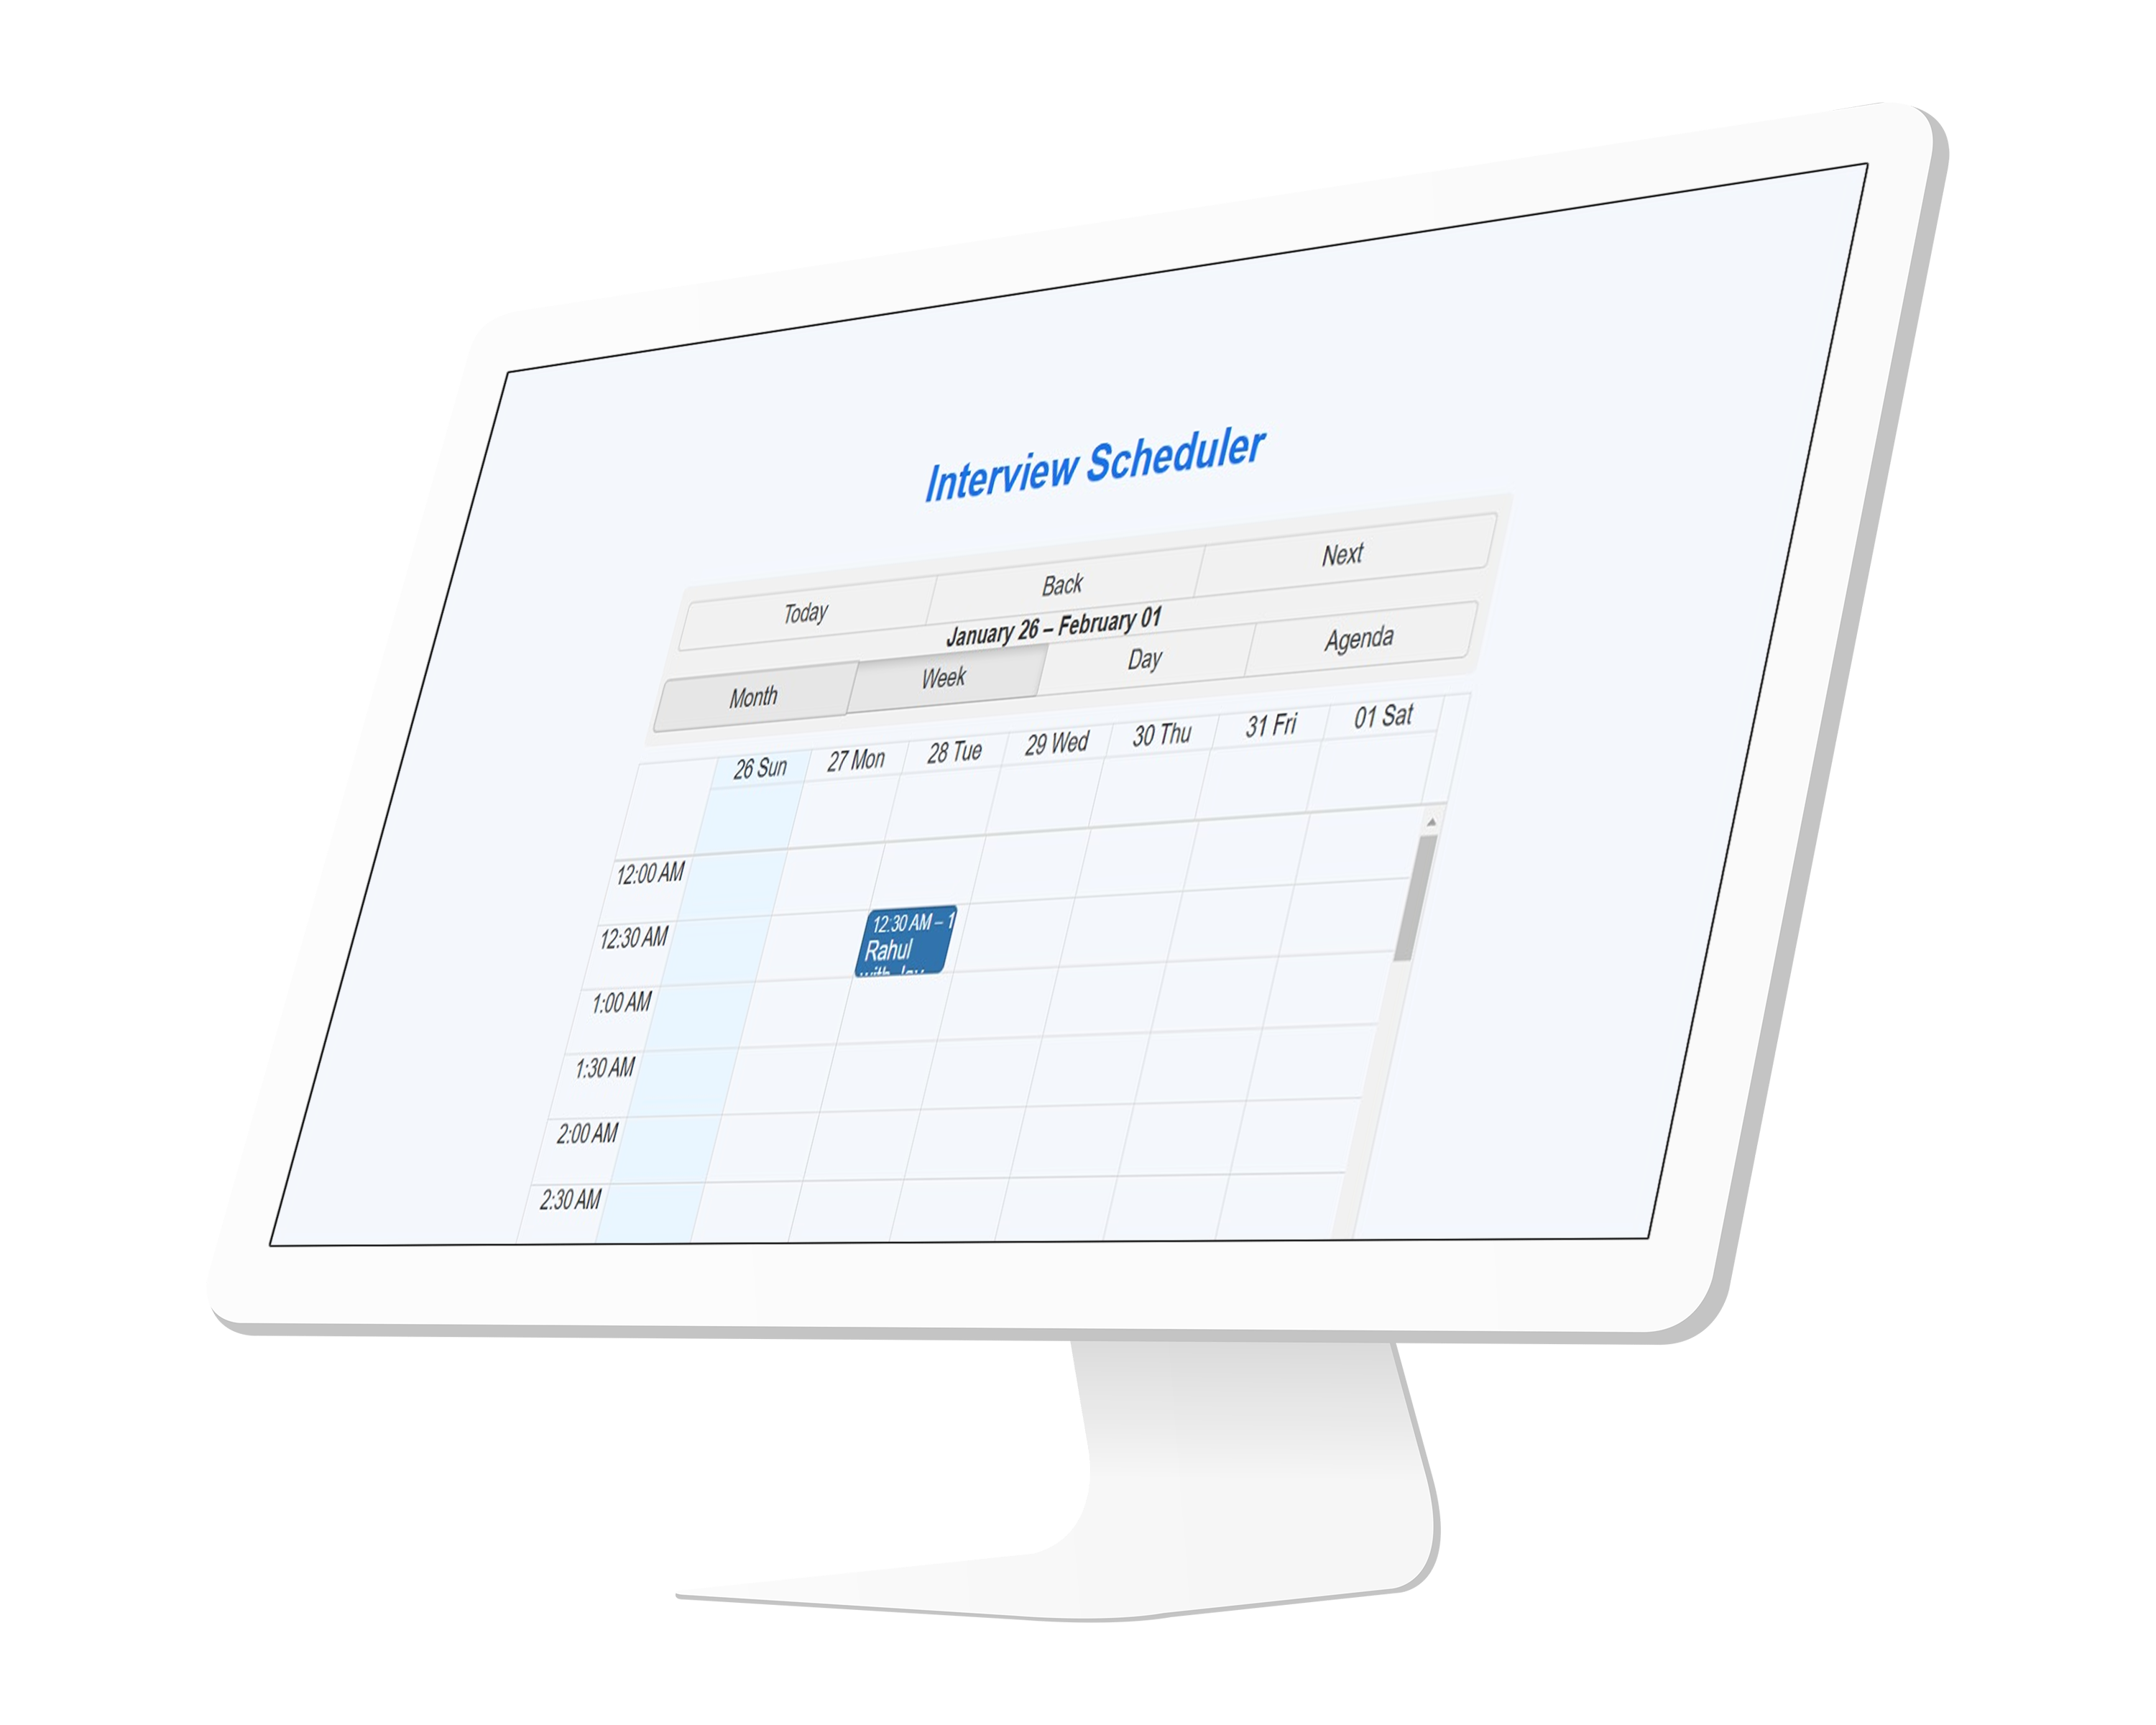 Interview Scheduler
Today Back Next
January 26 – February 01
Month Week Day Agenda
26 Sun 27 Mon 28 Tue 29 Wed 30 Thu 31 Fri 01 Sat
12:00 AM
12:30 AM
12:30 AM – 1
Rahul
with
1:00 AM
1:30 AM
2:00 AM
2:30 AM